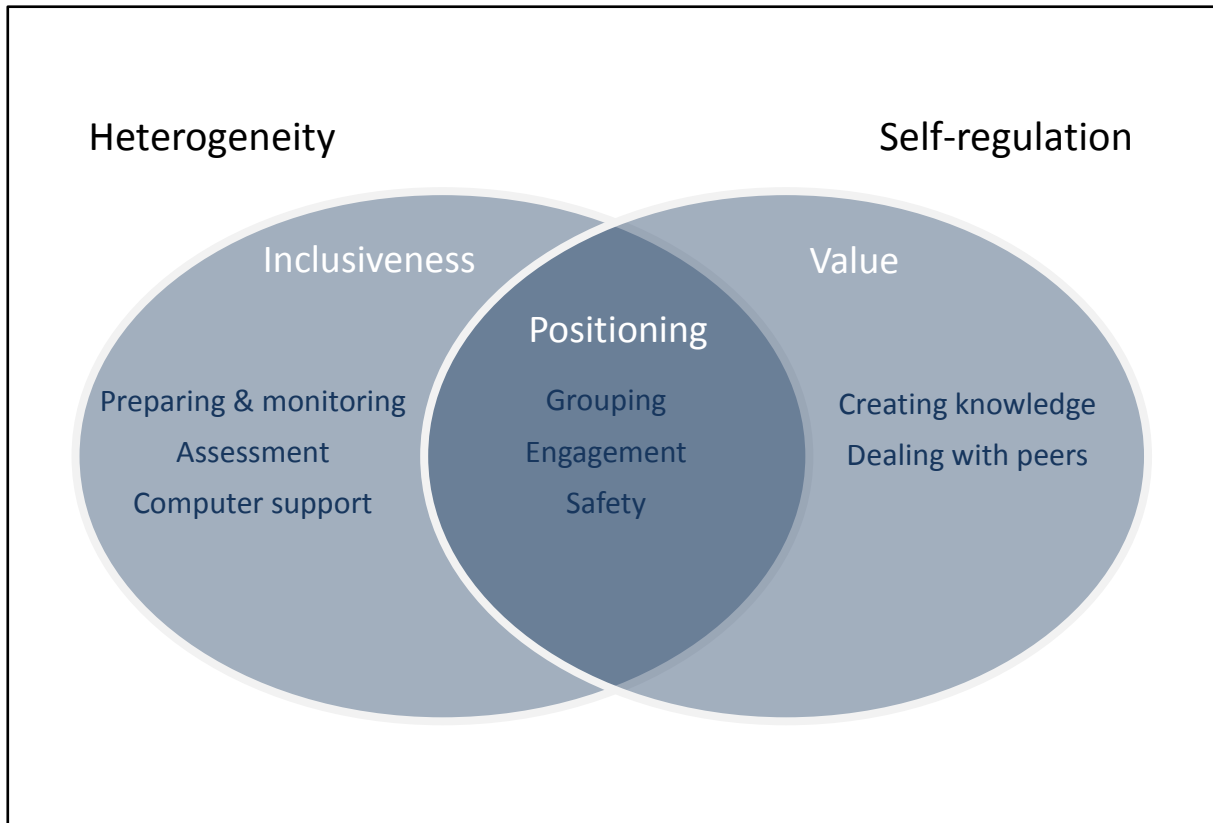 Heterogeneity
Self-regulation
Inclusiveness
Preparing & monitoring
Assessment
Computer support
Positioning
Grouping
Engagement
Safety
Value
Creating knowledge
Dealing with peers